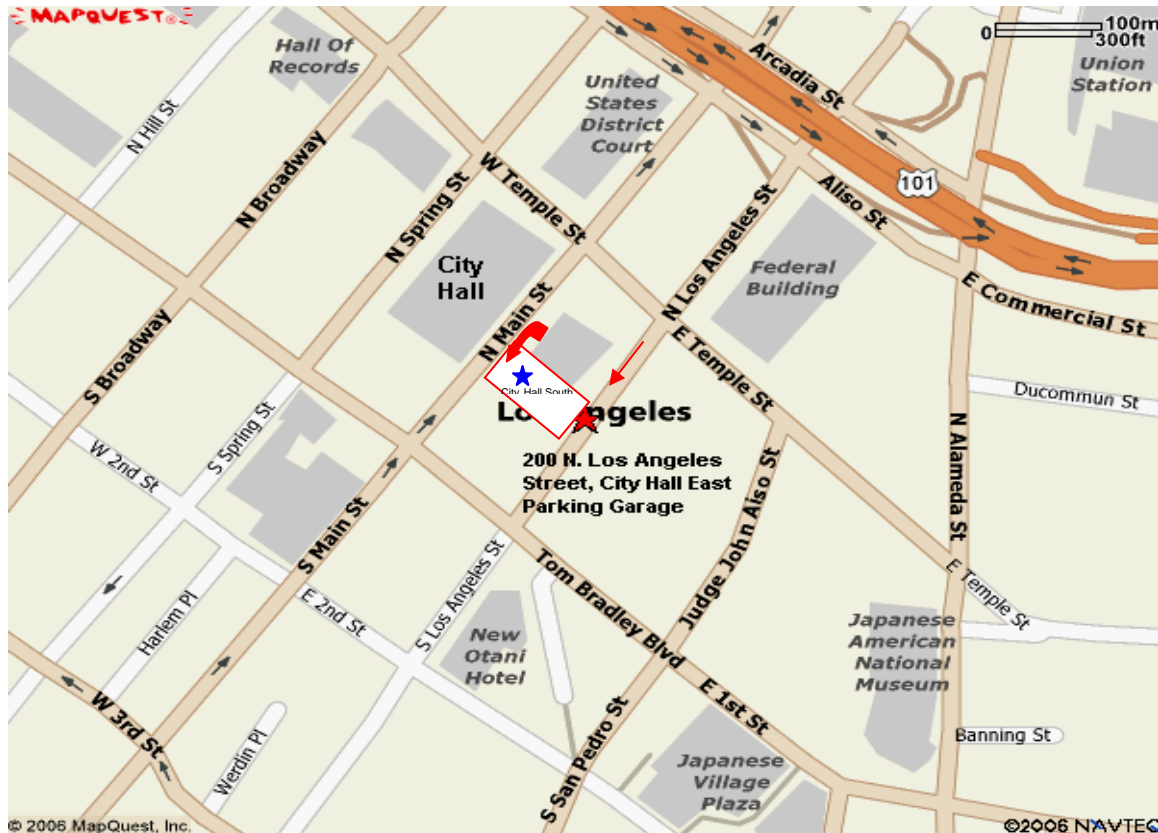 MAPQUEST®
0
100m
300ft
Hall Of
Records
Arcadia St
Union
Station
N Hill St
United
States
District
Court
N Broadway
W Temple St
N Spring St
101
Aliso St
N Los Angeles St
City
Hall
Federal
Building
E Commercial St
N Main St
S Broadway
E Temple St
City Hall South
Los Angeles
Ducommun St
S Spring St
W 2nd St
200 N. Los Angeles
Street, City Hall East
Parking Garage
N Alameda St
Judge John Aiso St
S Main St
Tom Bradley Blvd
E Temple St
S Los Angeles St
Harlem Pl
E 2nd St
New
Otani
Hotel
Japanese
American
National
Museum
E 1st St
W 3rd St
Werdin Pl
S San Pedro St
Banning St
Japanese
Village
Plaza
© 2006 MapQuest, Inc.
©2006 NAVTEQ